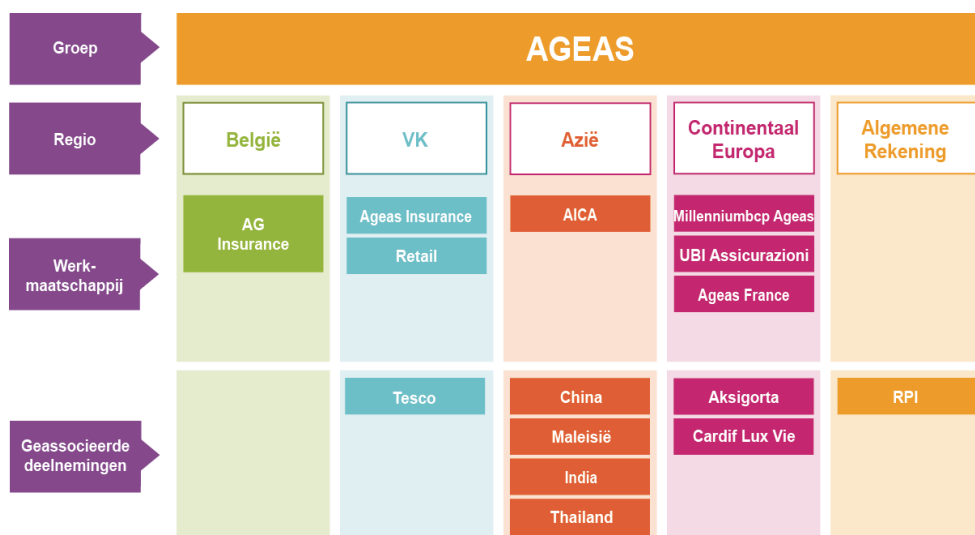 Groep
AGEAS
Regio
België
VK
Azië
Continentaal
Europa
Algemene
Rekening
Werk-
maatschappij
AG
Insurance
Ageas Insurance
Retail
AICA
Millenniumbcp Ageas
UBI Assicurazioni
Ageas France
Geassocieerde
deelnemingen
Tesco
China
Maleisië
India
Thailand
Aksigorta
Cardif Lux Vie
RPI